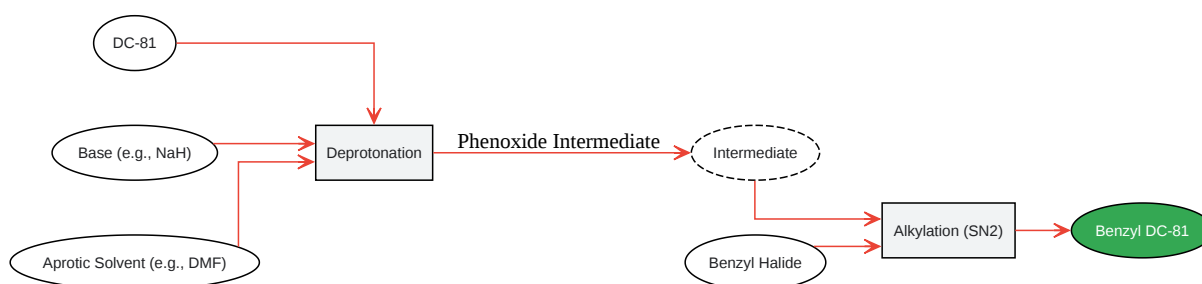 DC-81
Base (e.g., NaH)
Deprotonation
Phenoxide Intermediate
Intermediate
Aprotic Solvent (e.g., DMF)
Benzyl Halide
Alkylation (SN2)
Benzyl DC-81